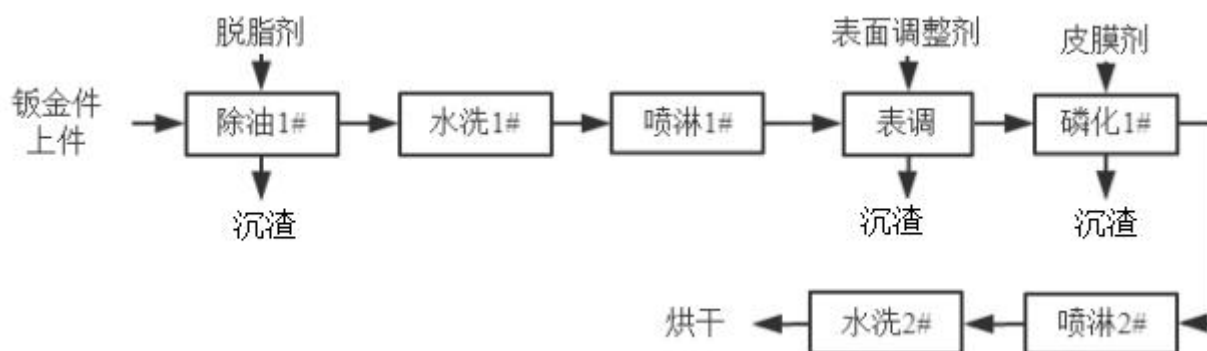 脱脂剂
表面调整剂
皮膜剂
钣金件
上件
除油1#
水洗1#
喷淋1#
表调
磷化1#
沉渣
沉渣
沉渣
烘干
水洗2#
喷淋2#